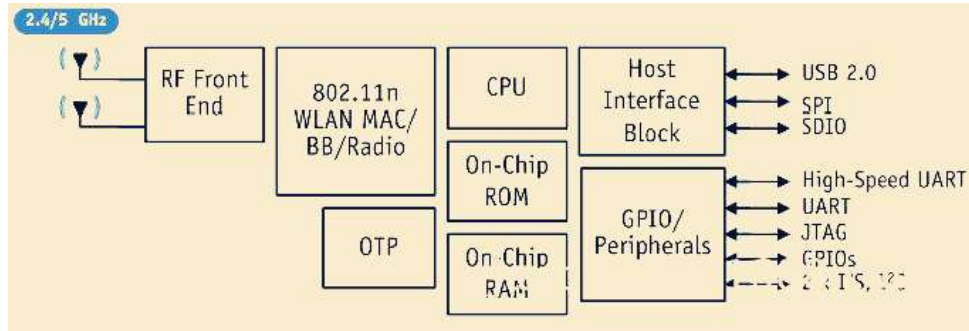 2.4/5 GHz
RF Front
End
802.11n
WLAN MAC/
BB/Radio
OTP
CPU
On-Chip
ROM
On-Chip
RAM
Host
Interface
Block
USB 2.0
SPI
SDIO
GPIO/
Peripherals
High-Speed UART
UART
JTAG
GPIOs